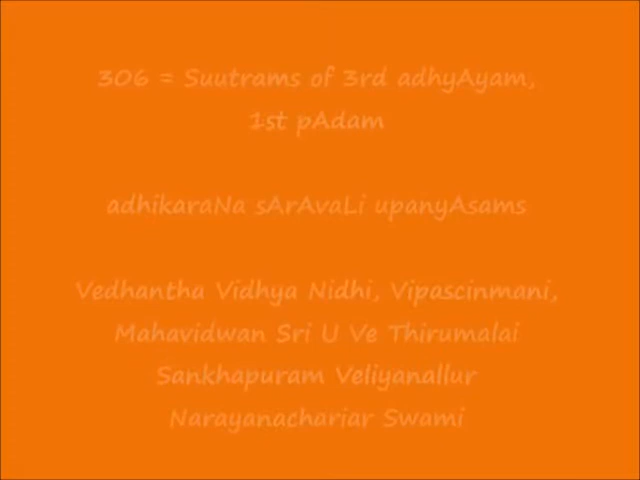 306 = Suutrams of 3rd adhyAyam,
1st pAdam
adhikaraNa sArAvaLi upanyAsams
Vedhantha Vidhya Nidhi, Vipascinmani,
Mahavidwan Sri U Ve Thirumalai
Sankhapuram Veliyanallur
Narayanachariar Swami